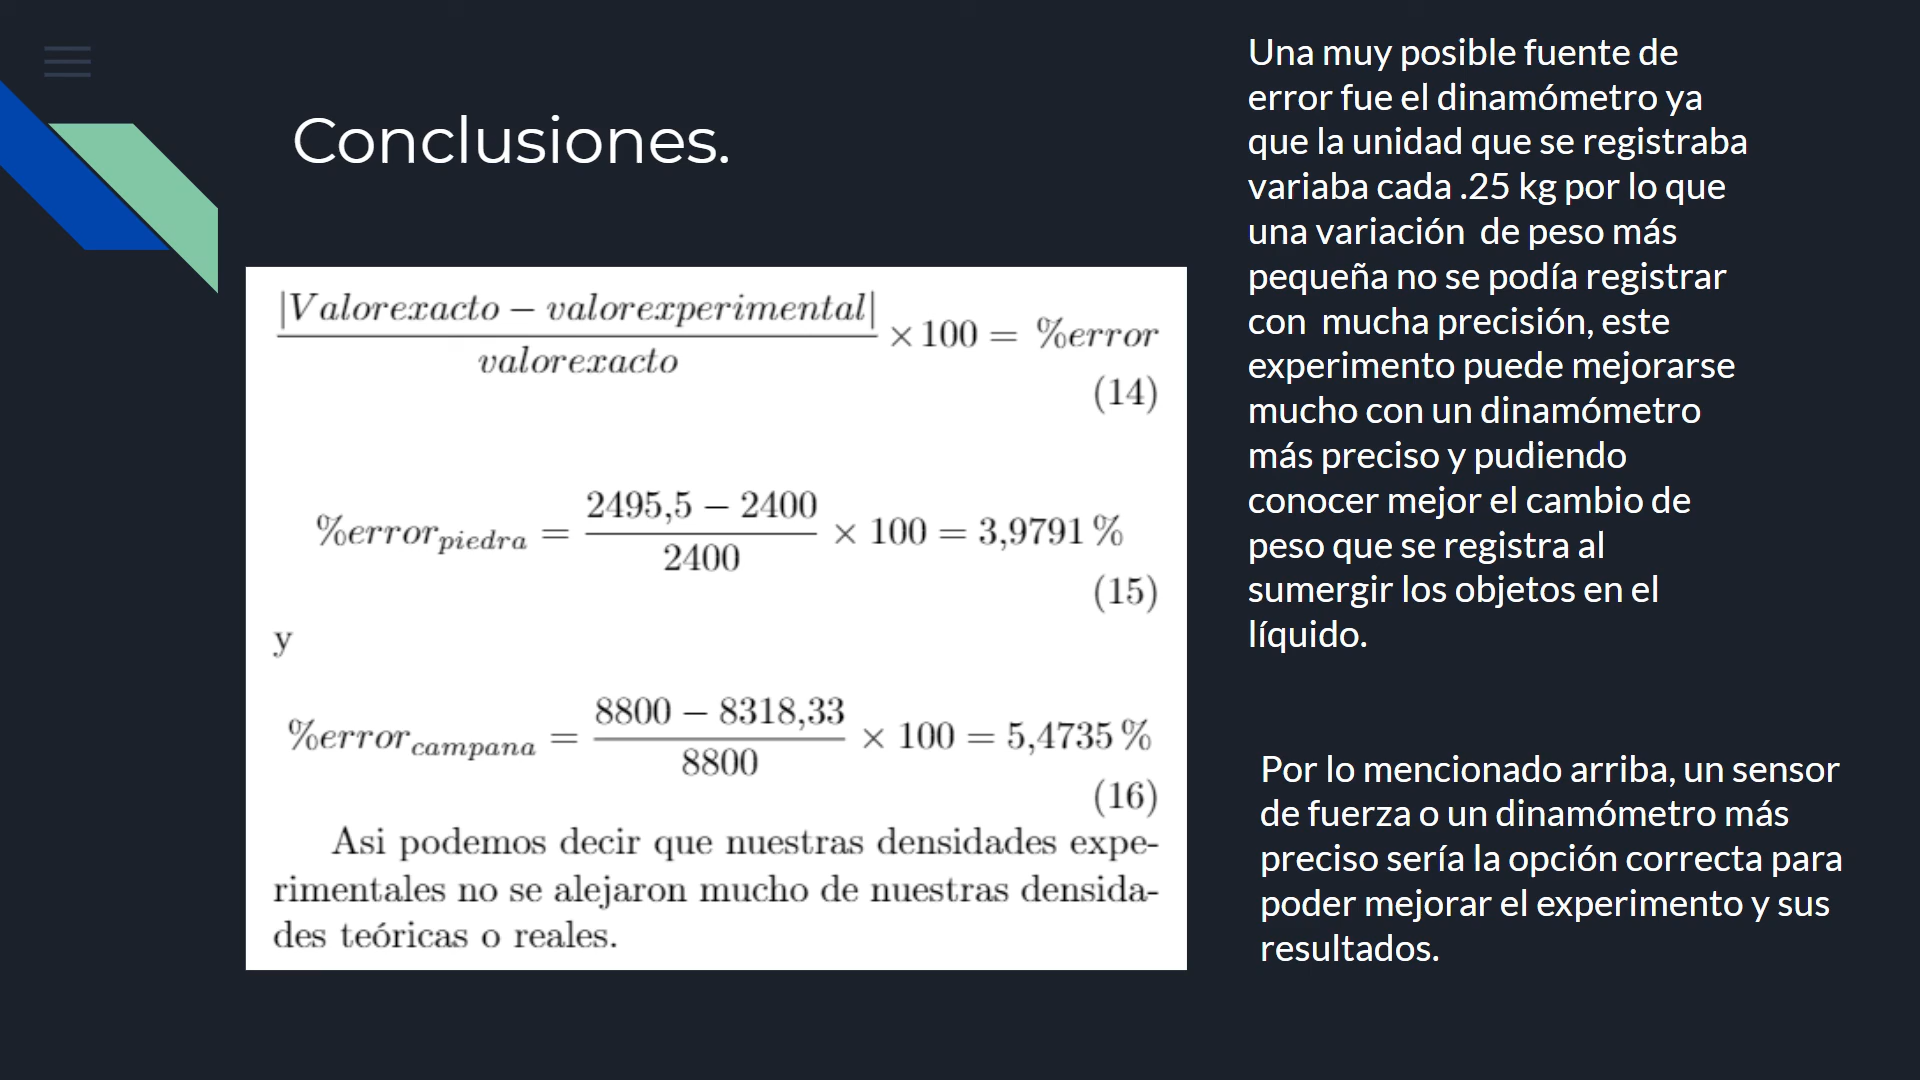 Conclusiones.
|Valorexacto − valorexperimental| / valorexacto × 100 = %error
(14)
%error_piedra = (2495,5 − 2400) / 2400 × 100 = 3,9791 %
(15)
y
%error_campana = (8800 − 8318,33) / 8800 × 100 = 5,4735 %
(16)
Asi podemos decir que nuestras densidades expe-
rimentales no se alejaron mucho de nuestras densida-
des teóricas o reales.
Una muy posible fuente de
error fue el dinamómetro ya
que la unidad que se registraba
variaba cada .25 kg por lo que
una variación  de peso más
pequeña no se podía registrar
con  mucha precisión, este
experimento puede mejorarse
mucho con un dinamómetro
más preciso y pudiendo
conocer mejor el cambio de
peso que se registra al
sumergir los objetos en el
líquido.
Por lo mencionado arriba, un sensor
de fuerza o un dinamómetro más
preciso sería la opción correcta para
poder mejorar el experimento y sus
resultados.